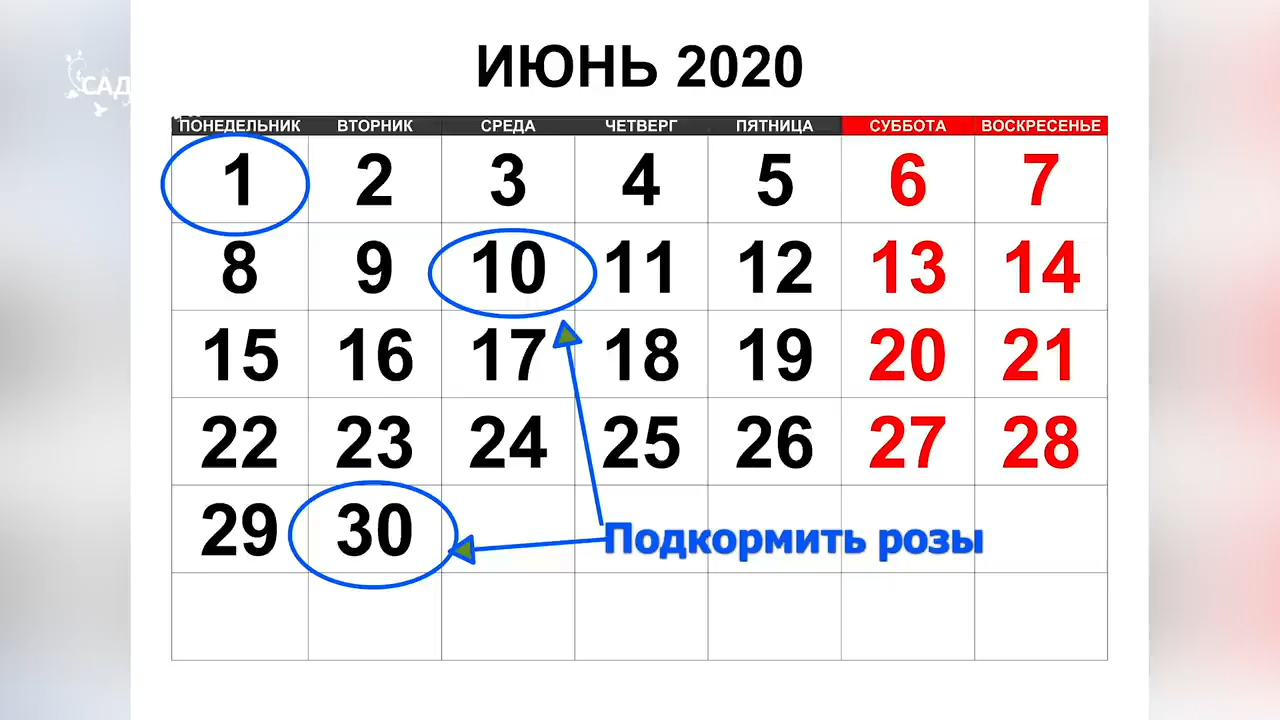 ИЮНЬ 2020
САД
ПОНЕДЕЛЬНИК ВТОРНИК СРЕДА ЧЕТВЕРГ ПЯТНИЦА СУББОТА ВОСКРЕСЕНЬЕ
1 2 3 4 5 6 7
8 9 10 11 12 13 14
15 16 17 18 19 20 21
22 23 24 25 26 27 28
29 30
Подкормить розы